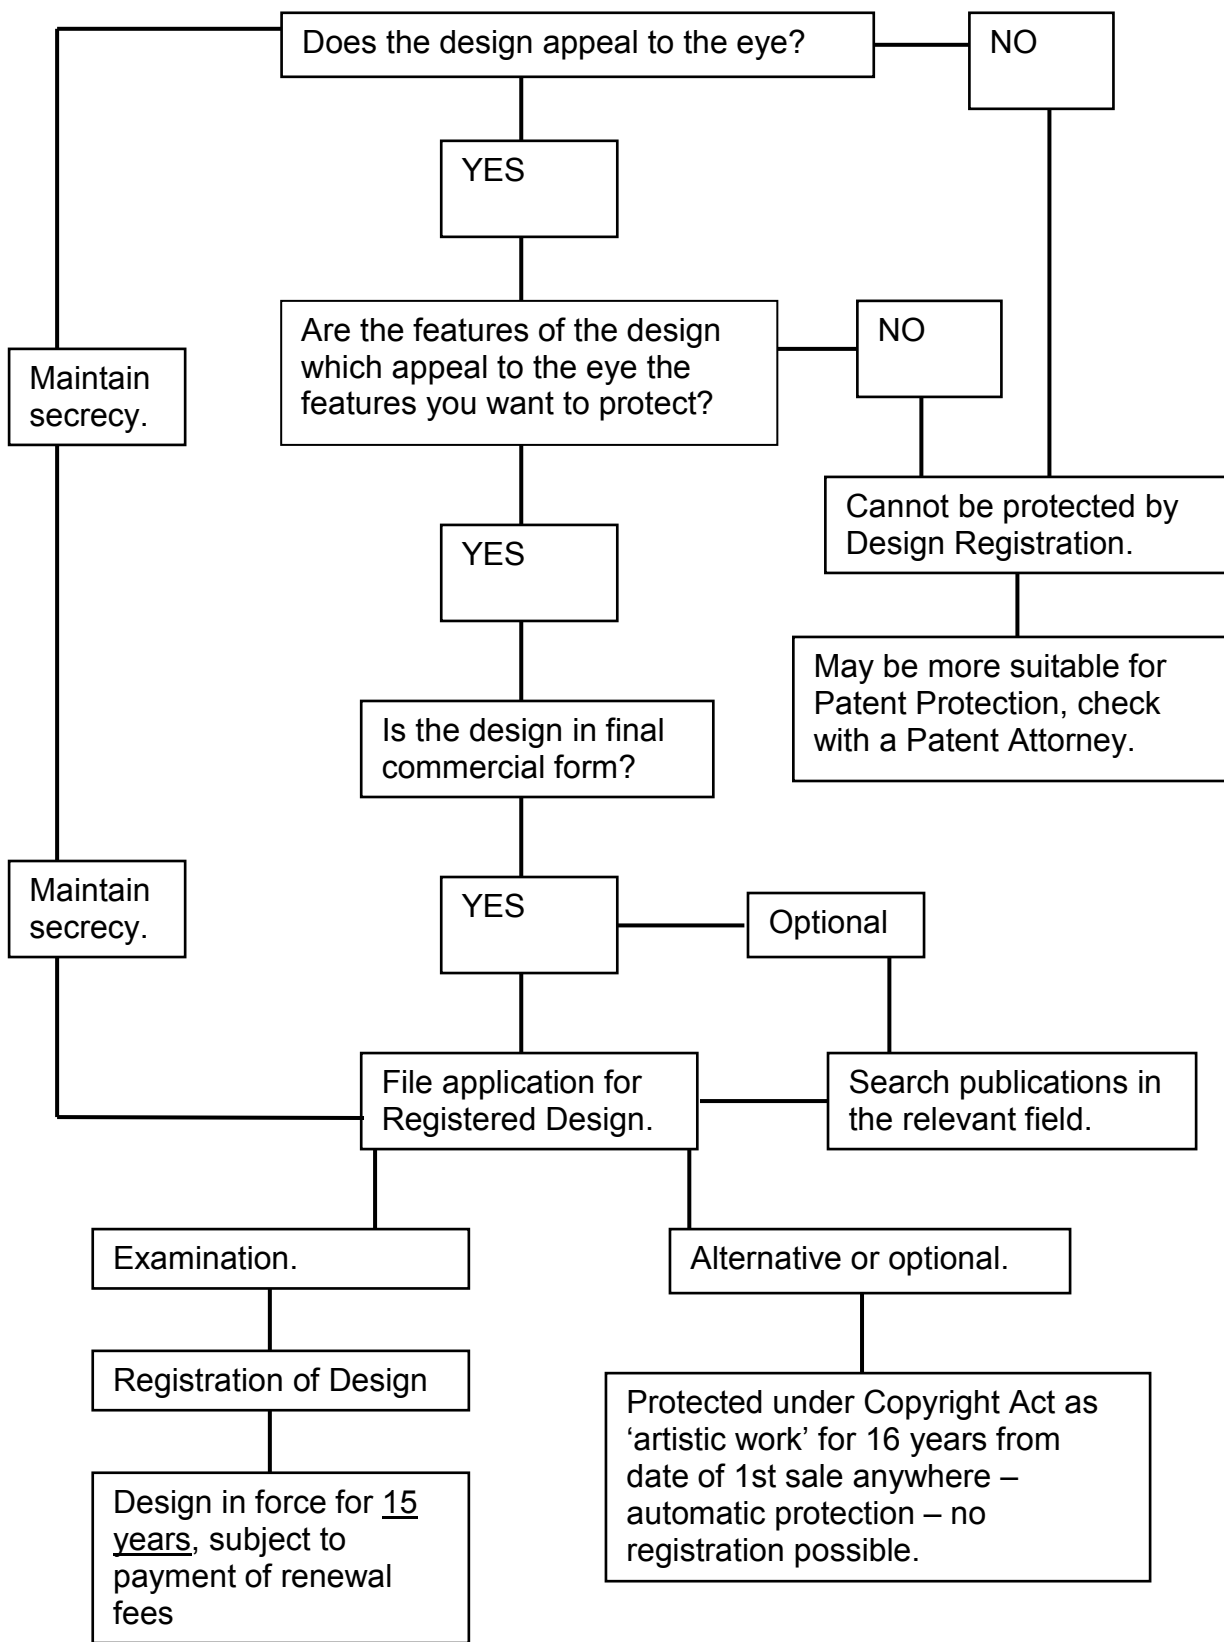 Does the design appeal to the eye?
NO
YES
Are the features of the design
which appeal to the eye the
features you want to protect?
NO
Maintain
secrecy.
Cannot be protected by
Design Registration.
YES
May be more suitable for
Patent Protection, check
with a Patent Attorney.
Is the design in final
commercial form?
Maintain
secrecy.
YES
Optional
File application for
Registered Design.
Search publications in
the relevant field.
Examination.
Alternative or optional.
Registration of Design
Protected under Copyright Act as
‘artistic work’ for 16 years from
date of 1st sale anywhere –
automatic protection – no
registration possible.
Design in force for 15
years, subject to
payment of renewal
fees